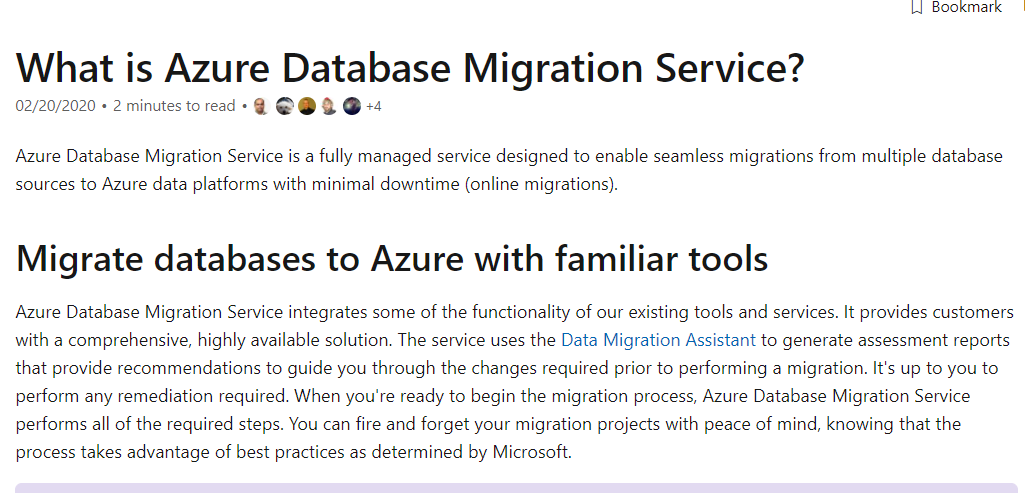 Bookmark
What is Azure Database Migration Service?
02/20/2020 • 2 minutes to read • +4
Azure Database Migration Service is a fully managed service designed to enable seamless migrations from multiple database
sources to Azure data platforms with minimal downtime (online migrations).
Migrate databases to Azure with familiar tools
Azure Database Migration Service integrates some of the functionality of our existing tools and services. It provides customers
with a comprehensive, highly available solution. The service uses the Data Migration Assistant to generate assessment reports
that provide recommendations to guide you through the changes required prior to performing a migration. It's up to you to
perform any remediation required. When you're ready to begin the migration process, Azure Database Migration Service
performs all of the required steps. You can fire and forget your migration projects with peace of mind, knowing that the
process takes advantage of best practices as determined by Microsoft.